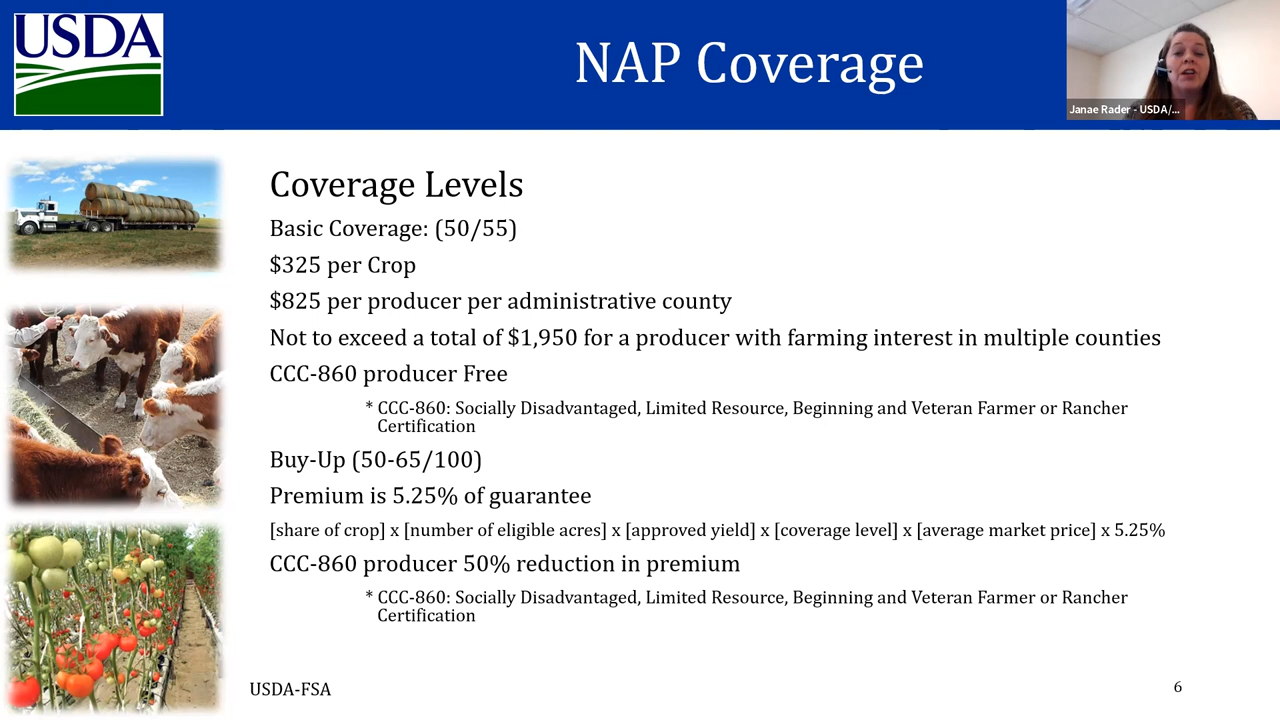 USDA
NAP Coverage
Janae Rader - USDA/...
Coverage Levels
Basic Coverage: (50/55)
$325 per Crop
$825 per producer per administrative county
Not to exceed a total of $1,950 for a producer with farming interest in multiple counties
CCC-860 producer Free
* CCC-860: Socially Disadvantaged, Limited Resource, Beginning and Veteran Farmer or Rancher
Certification
Buy-Up (50-65/100)
Premium is 5.25% of guarantee
[share of crop] x [number of eligible acres] x [approved yield] x [coverage level] x [average market price] x 5.25%
CCC-860 producer 50% reduction in premium
* CCC-860: Socially Disadvantaged, Limited Resource, Beginning and Veteran Farmer or Rancher
Certification
USDA-FSA
6